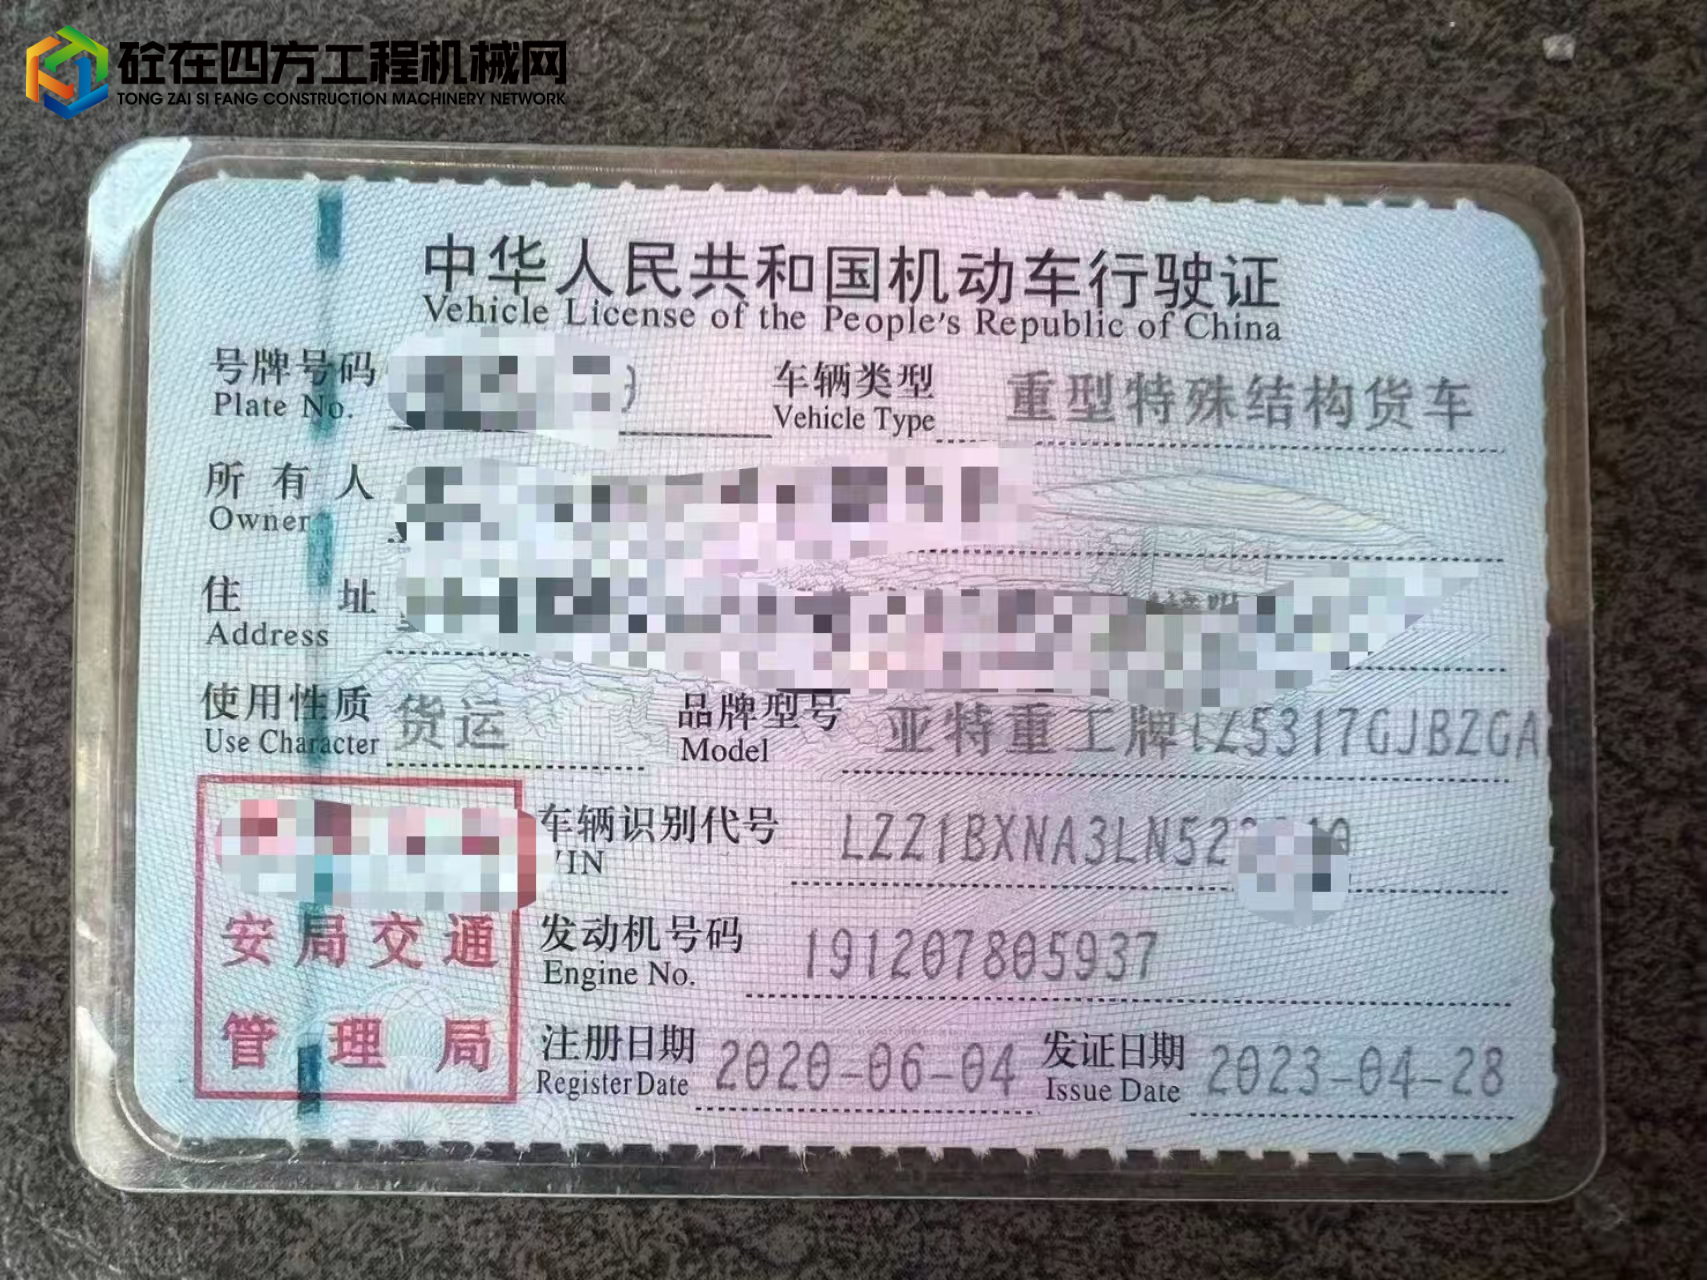 砼在四方工程机械网
TONG ZAI SI FANG CONSTRUCTION MACHINERY NETWORK
中华人民共和国机动车行驶证
Vehicle License of the People's Republic of China
号牌号码 车辆类型 重型特殊结构货车
Plate No. Vehicle Type
所有人
Owner
住址
Address
使用性质 货运 品牌型号 亚特重工牌TZ5317GJBZGA
Use Character Model
车辆识别代号 LZZ1BXNA3LN52
VIN
安局交通
管理局
发动机号码 191207805937
Engine No.
注册日期 2020-06-04 发证日期 2023-04-28
Register Date Issue Date